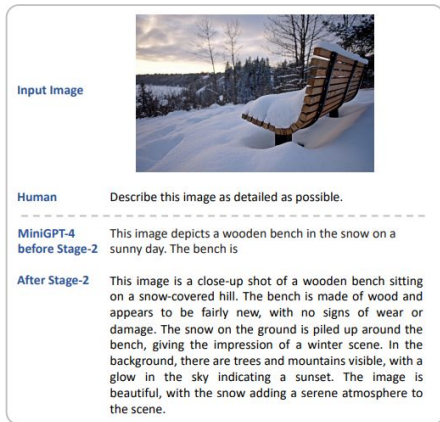 Input Image
Human Describe this image as detailed as possible.
MiniGPT-4 before Stage-2 This image depicts a wooden bench in the snow on a
sunny day. The bench is
After Stage-2 This image is a close-up shot of a wooden bench sitting
on a snow-covered hill. The bench is made of wood and
appears to be fairly new, with no signs of wear or
damage. The snow on the ground is piled up around the
bench, giving the impression of a winter scene. In the
background, there are trees and mountains visible, with a
glow in the sky indicating a sunset. The image is
beautiful, with the snow adding a serene atmosphere to
the scene.